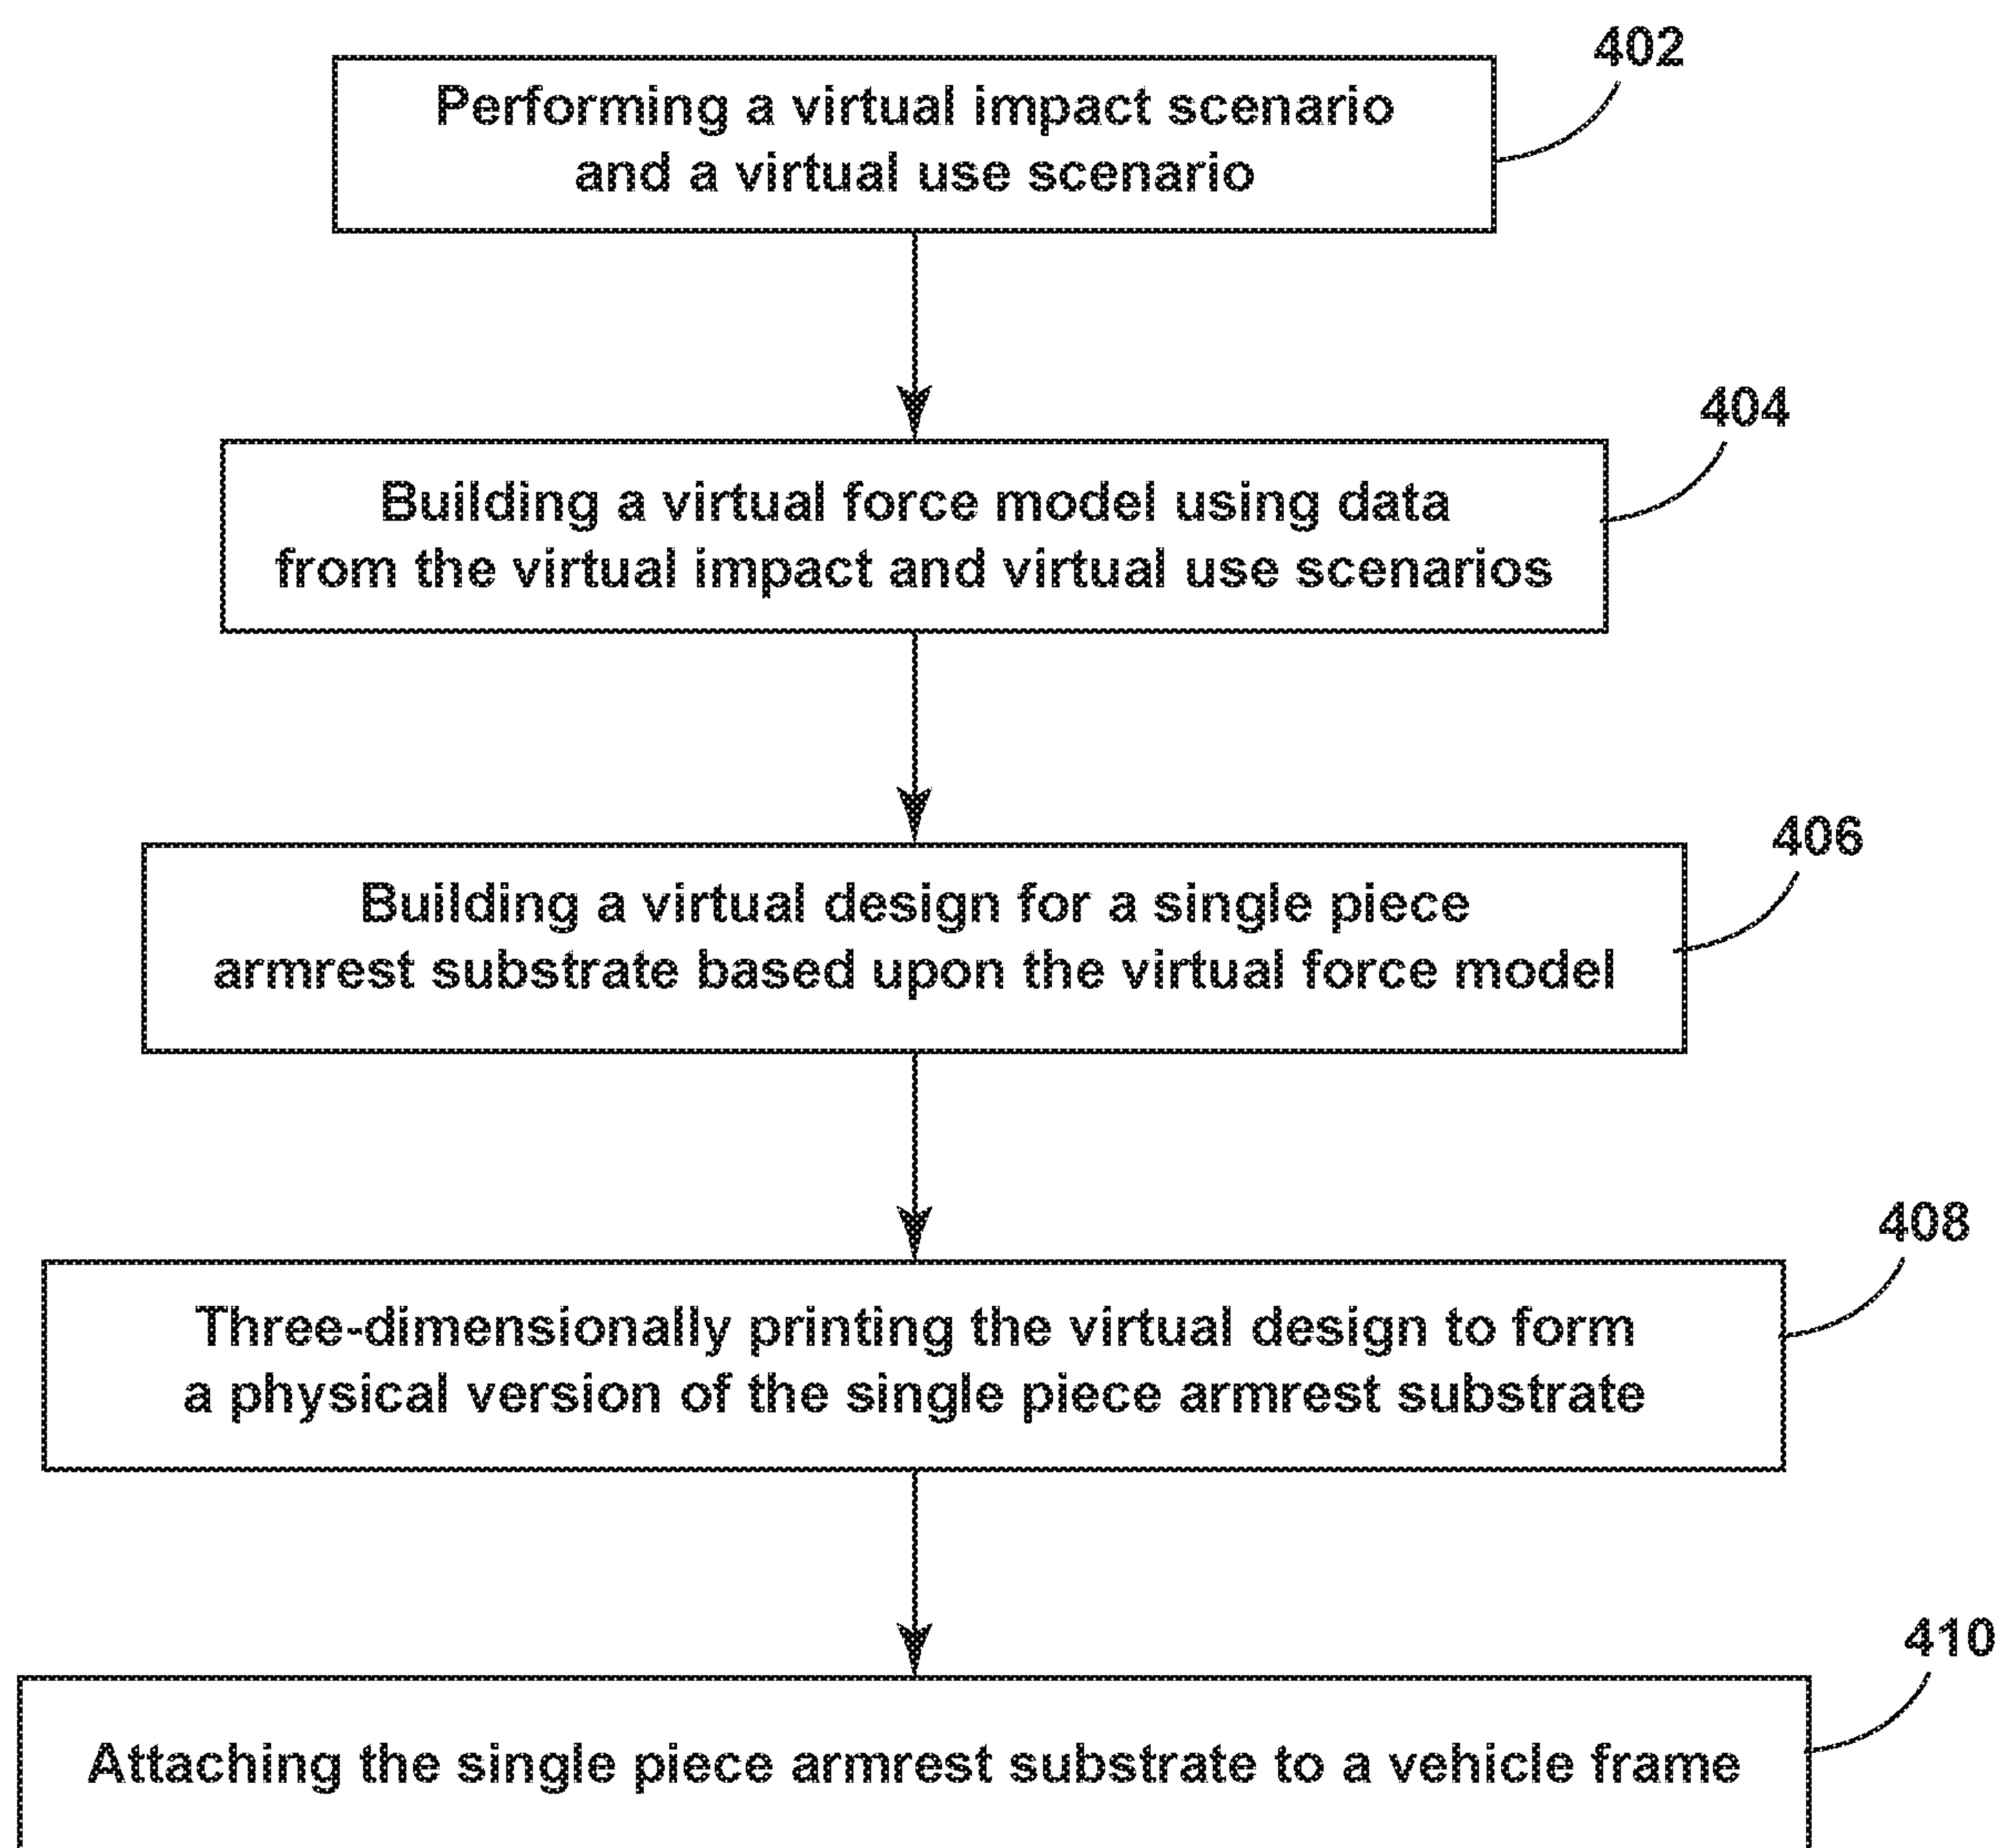 402
Performing a virtual impact scenario
and a virtual use scenario
404
Building a virtual force model using data
from the virtual impact and virtual use scenarios
406
Building a virtual design for a single piece
armrest substrate based upon the virtual force model
408
Three-dimensionally printing the virtual design to form
a physical version of the single piece armrest substrate
410
Attaching the single piece armrest substrate to a vehicle frame